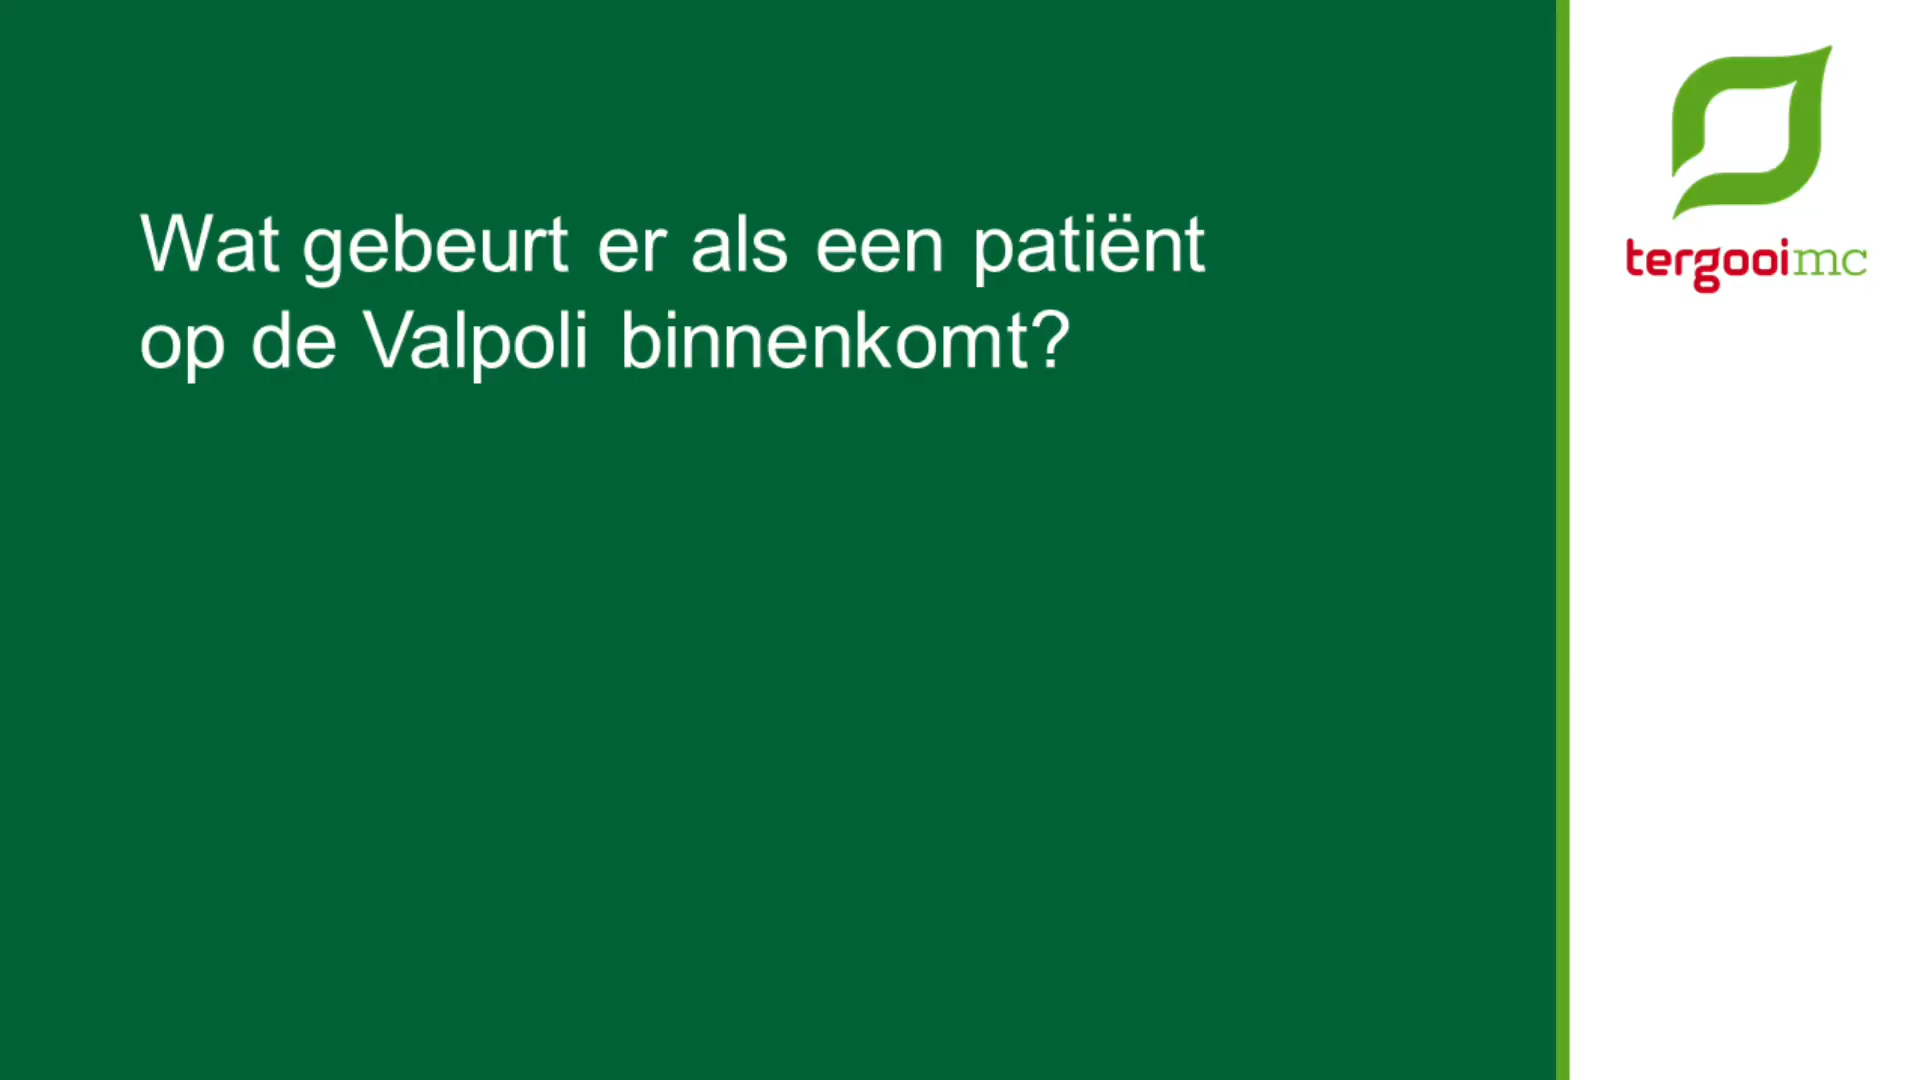 Wat gebeurt er als een patiënt
op de Valpoli binnenkomt?
tergooimc